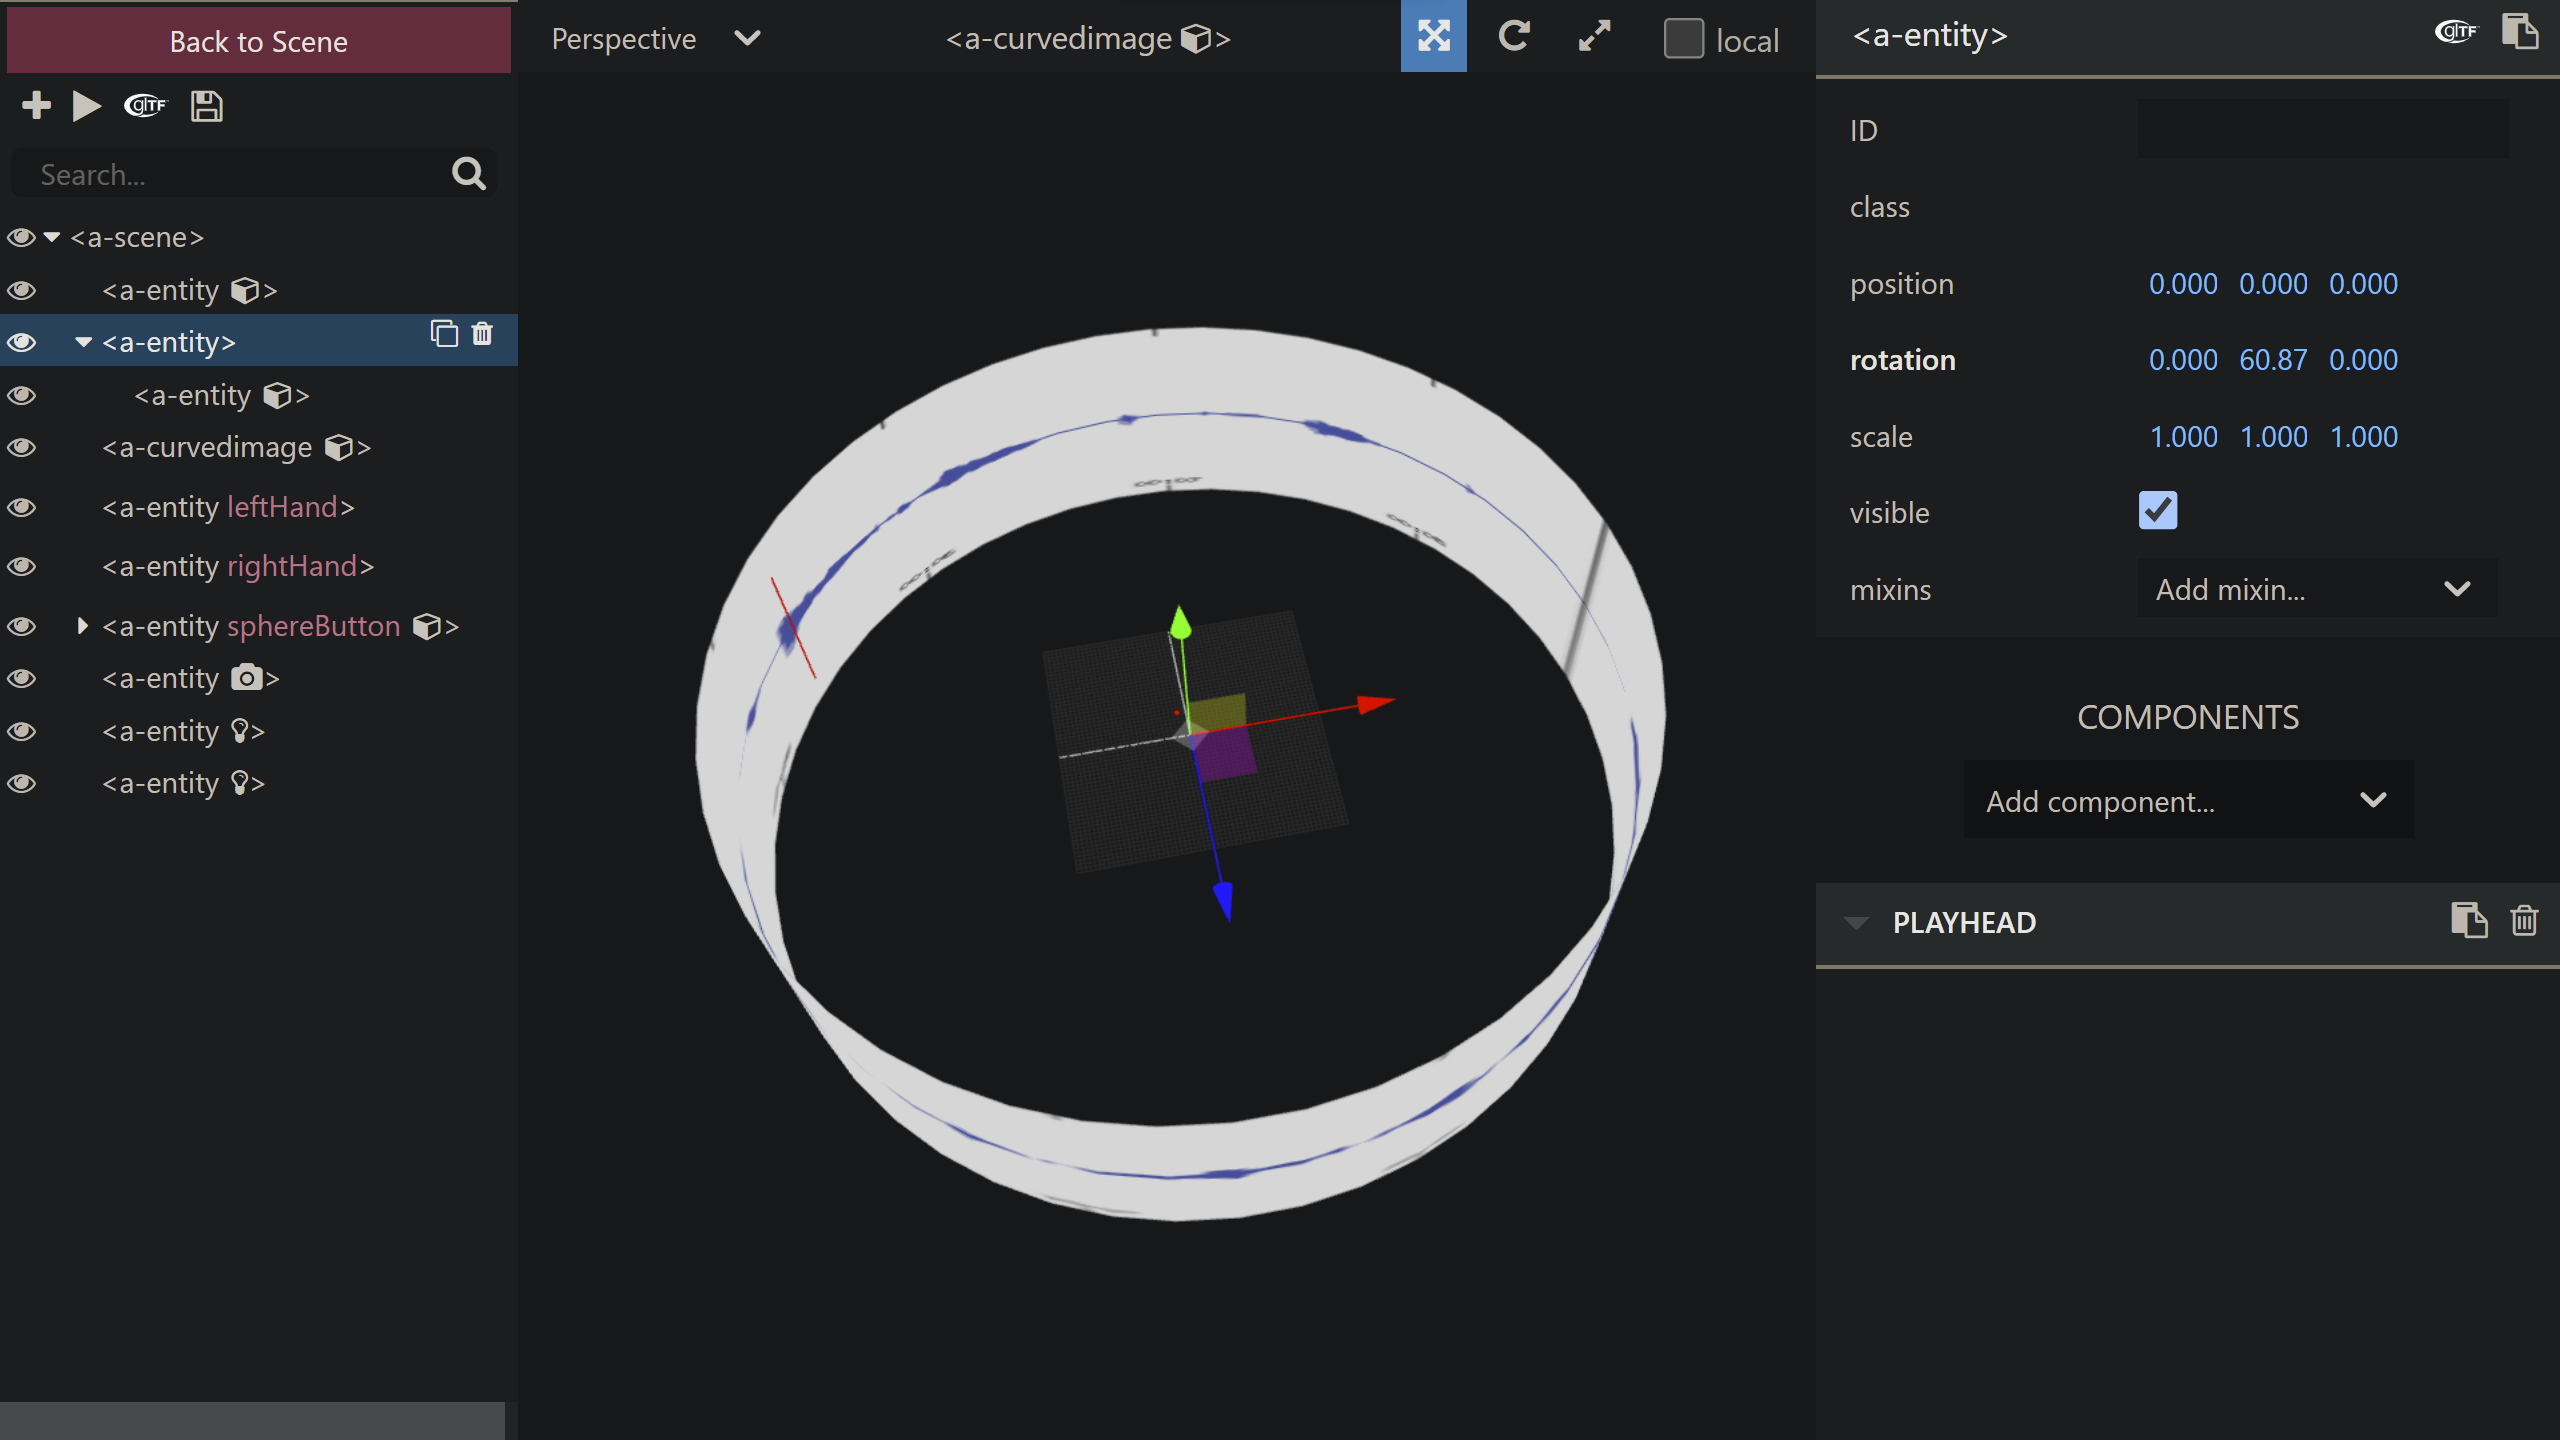 Back to Scene
glTF
Search...
<a-scene>
<a-entity >
<a-entity>
<a-entity >
<a-curvedimage >
<a-entity leftHand>
<a-entity rightHand>
<a-entity sphereButton >
<a-entity >
<a-entity >
<a-entity >
Perspective
<a-curvedimage >
local
<a-entity>
glTF
ID
class
position 0.000 0.000 0.000
rotation 0.000 60.87 0.000
scale 1.000 1.000 1.000
visible
mixins Add mixin...
COMPONENTS
Add component...
PLAYHEAD